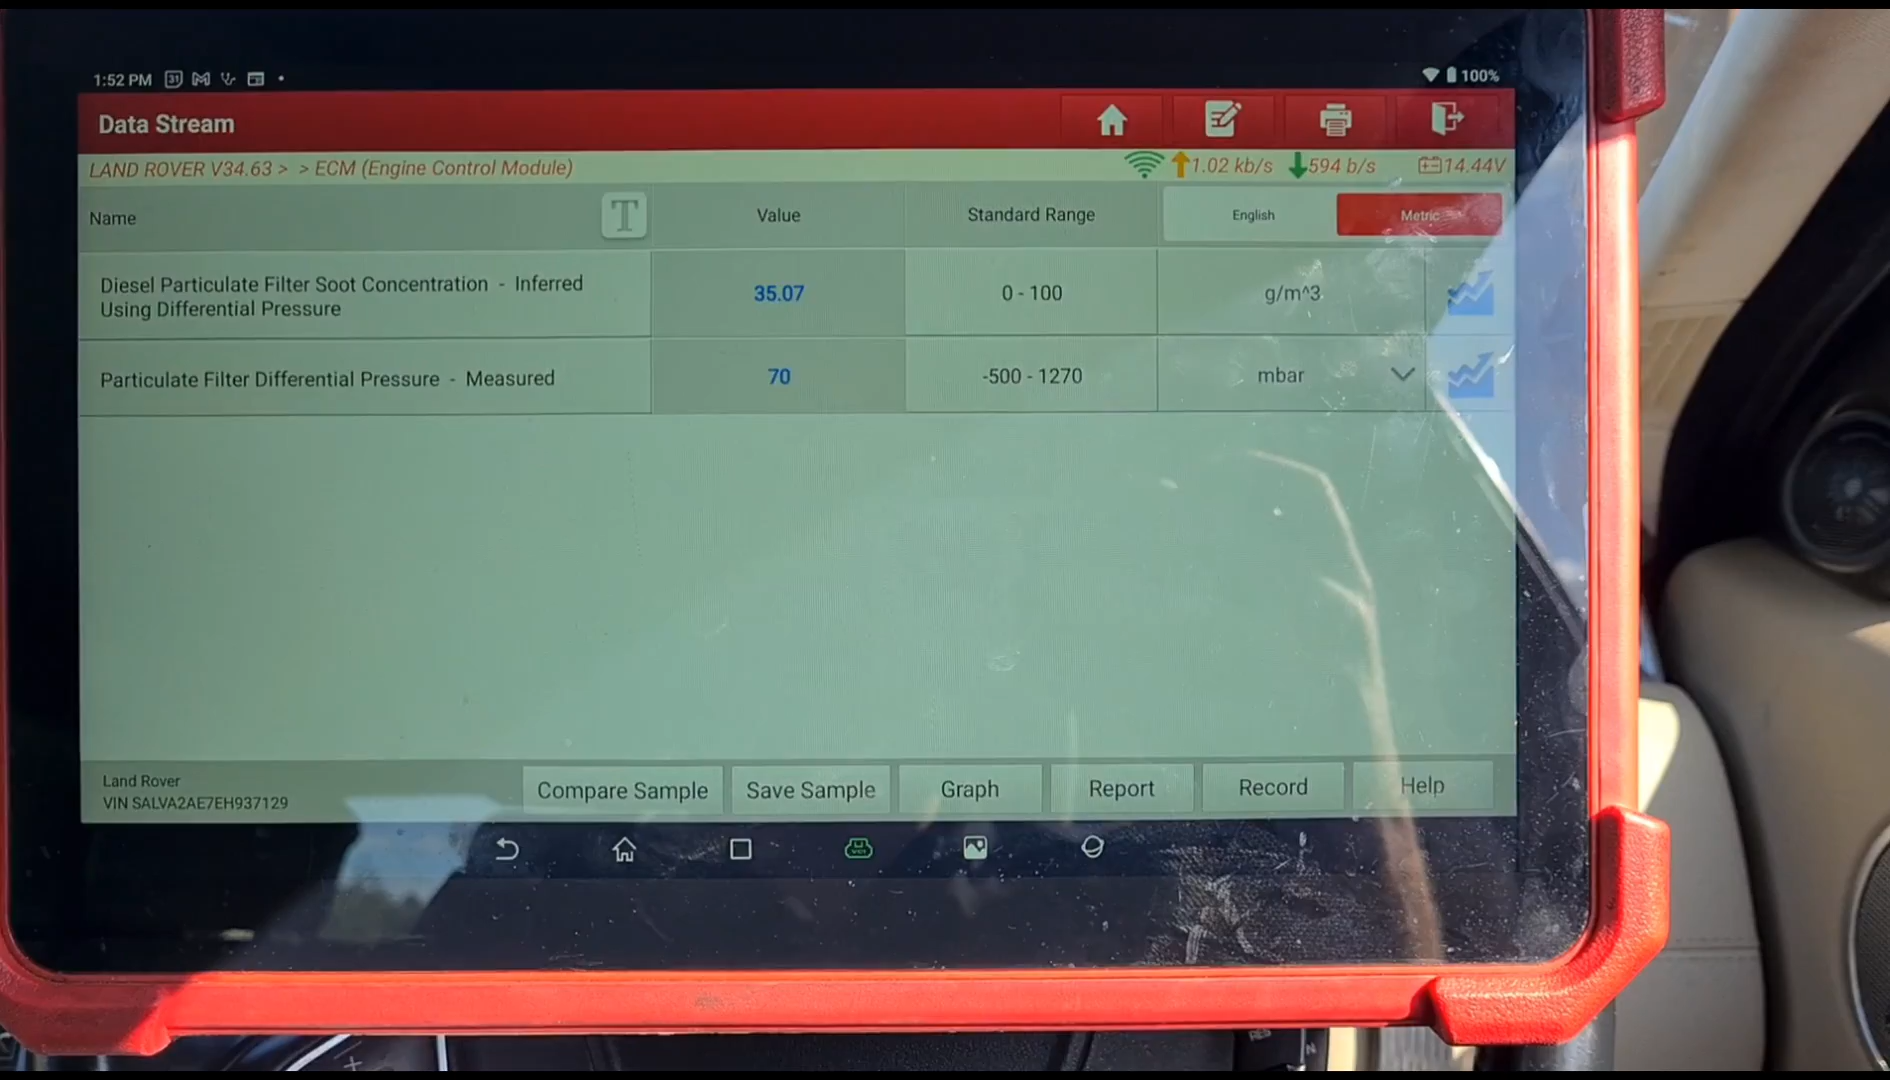 1:52 PM 31
100%
Data Stream
LAND ROVER V34.63 > > ECM (Engine Control Module)
1.02 kb/s 594 b/s 14.44V
Name T Value Standard Range English Metric
Diesel Particulate Filter Soot Concentration - Inferred
Using Differential Pressure
35.07 0 - 100 g/m^3
Particulate Filter Differential Pressure - Measured 70 -500 - 1270 mbar
Land Rover
VIN SALVA2AE7EH937129
Compare Sample Save Sample Graph Report Record Help
RES
N